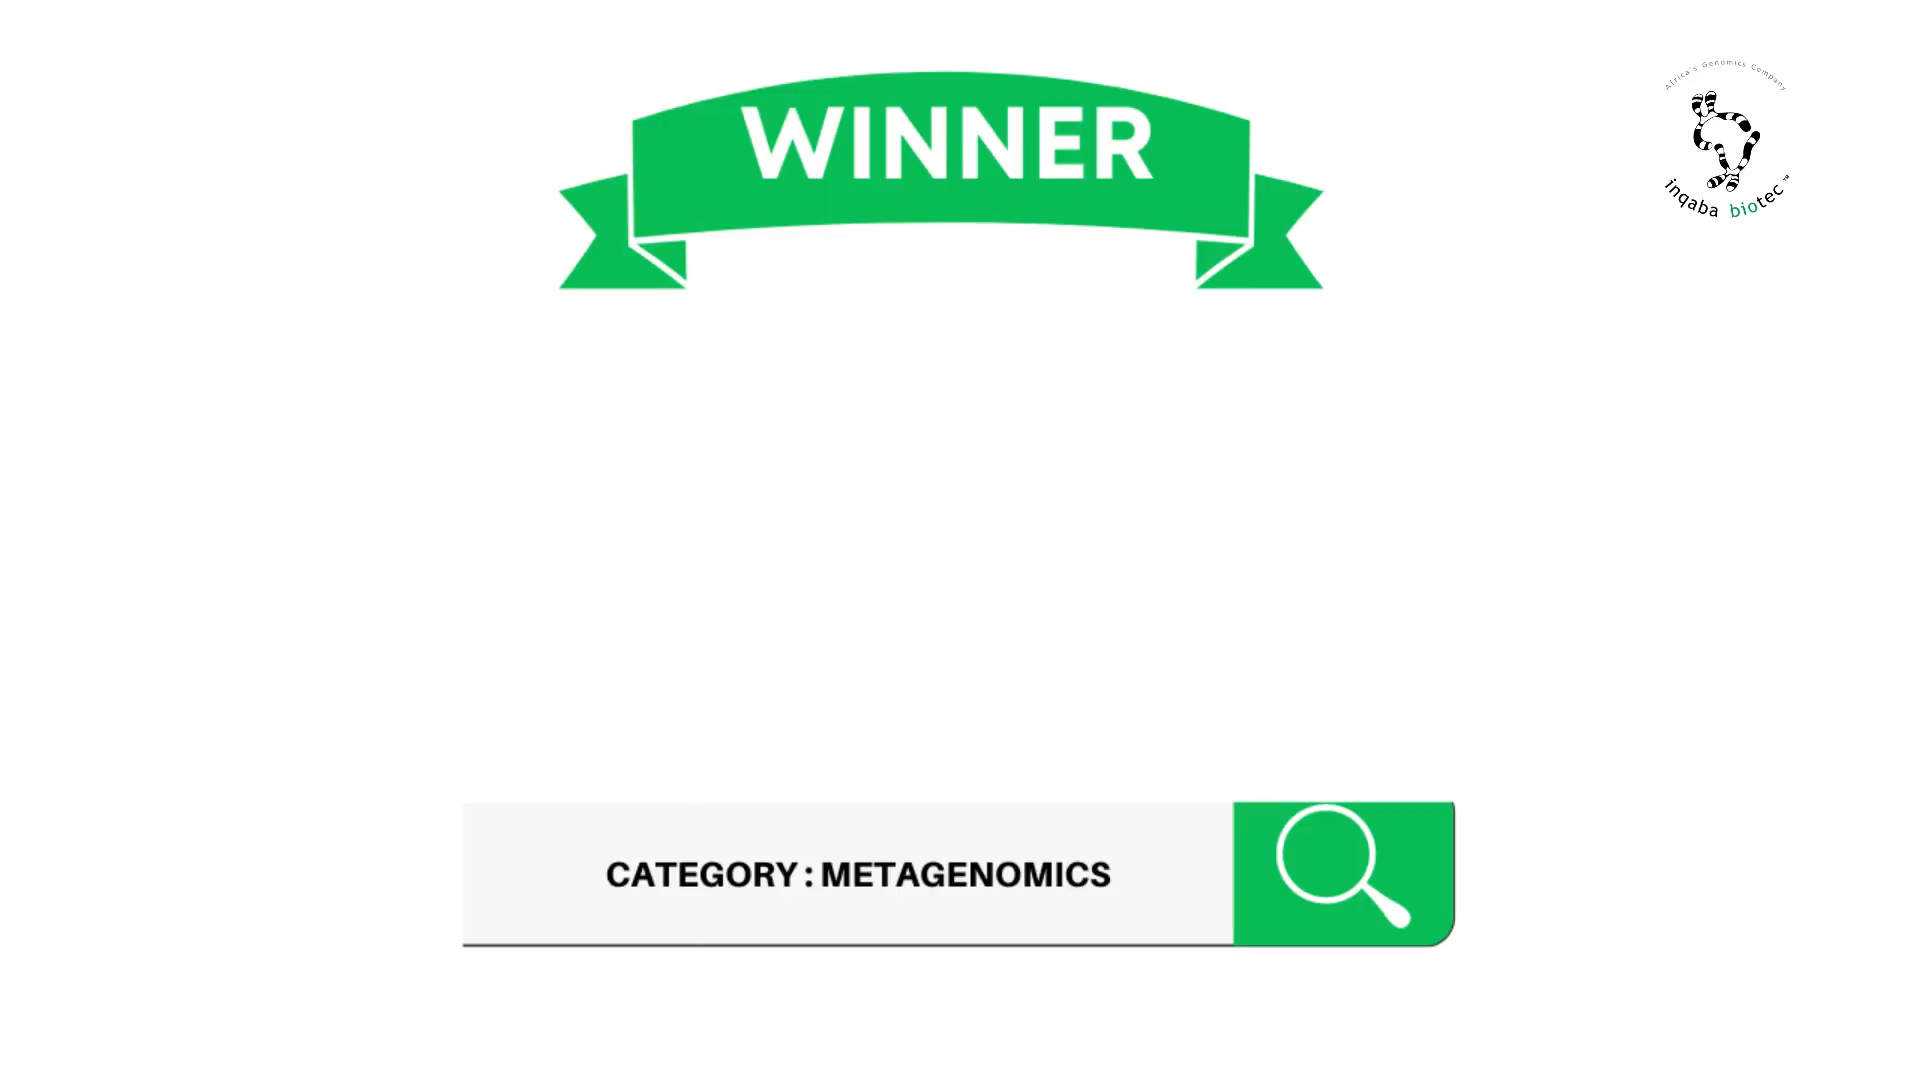 WINNER
Africa's Genomics Company
inqaba biotec™
CATEGORY : METAGENOMICS